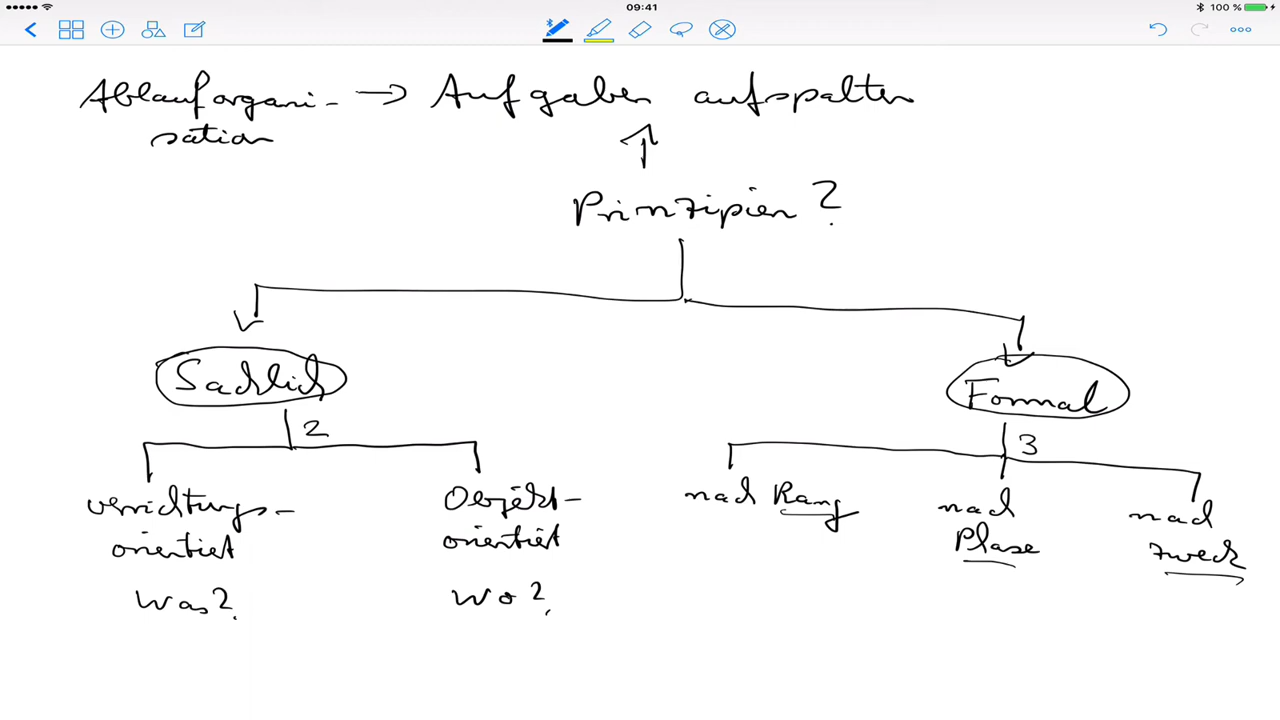 09:41
100 %
Ablauforgani- → Aufgaben aufspalten
sation
Prinzipien ?
Sachlich
Formal
2
3
verrichtungs-
orientiert
Was ?
Objekt-
orientiert
Wo ?
nach Rang
nach
Phase
nach
Zweck